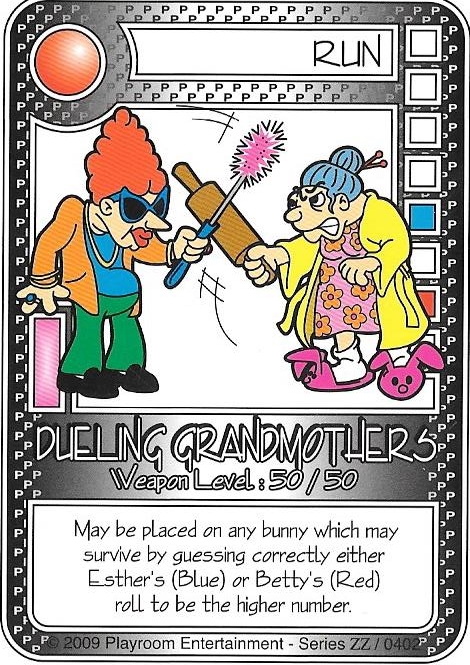 RUN
DUELING GRANDMOTHERS
Weapon Level : 50 / 50
May be placed on any bunny which may
survive by guessing correctly either
Esther's (Blue) or Betty's (Red)
roll to be the higher number.
© 2009 Playroom Entertainment - Series ZZ / 0402